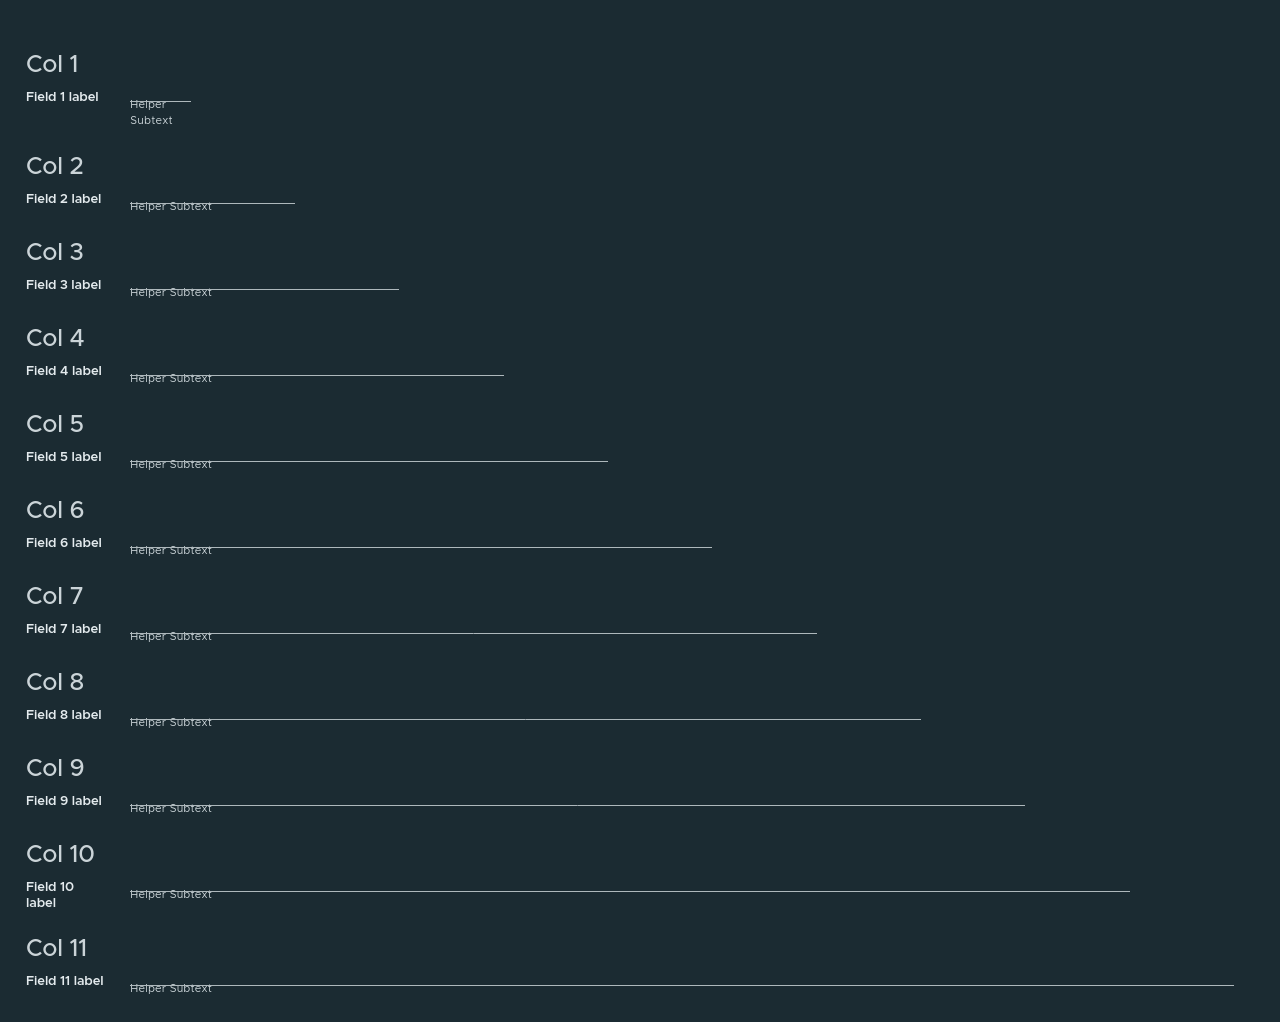 Col 1
Field 1 label
Helper
Subtext
Col 2
Field 2 label
Helper Subtext
Col 3
Field 3 label
Helper Subtext
Col 4
Field 4 label
Helper Subtext
Col 5
Field 5 label
Helper Subtext
Col 6
Field 6 label
Helper Subtext
Col 7
Field 7 label
Helper Subtext
Col 8
Field 8 label
Helper Subtext
Col 9
Field 9 label
Helper Subtext
Col 10
Field 10
label
Helper Subtext
Col 11
Field 11 label
Helper Subtext